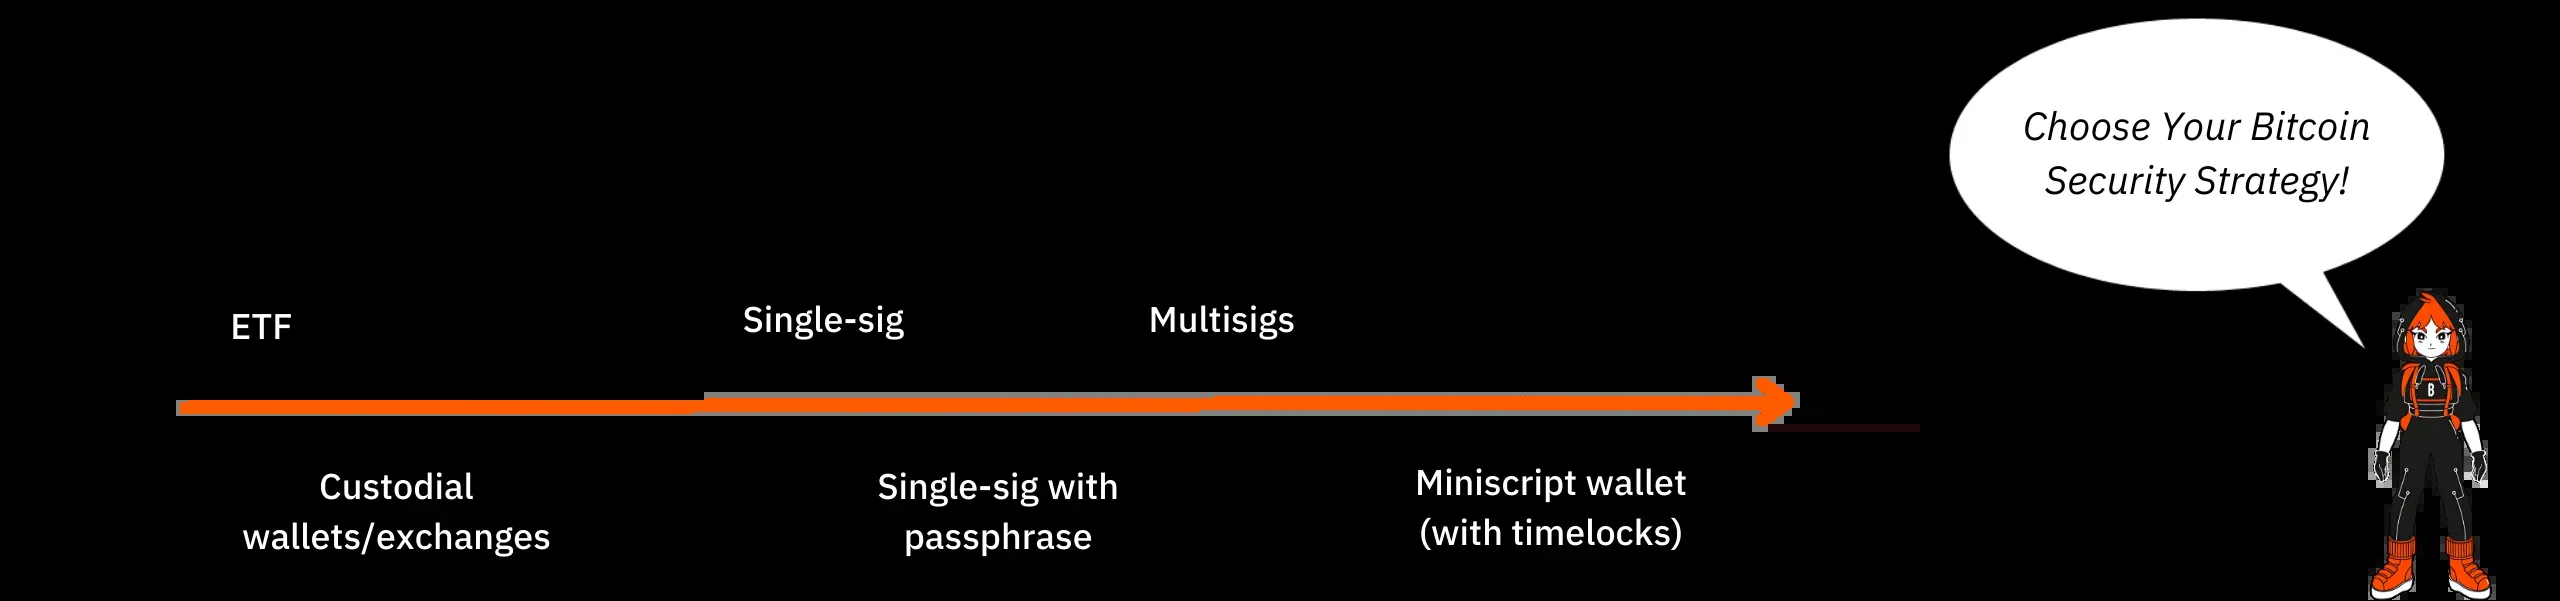 Choose Your Bitcoin
Security Strategy!
ETF
Single-sig
Multisigs
Custodial
wallets/exchanges
Single-sig with
passphrase
Miniscript wallet
(with timelocks)
B